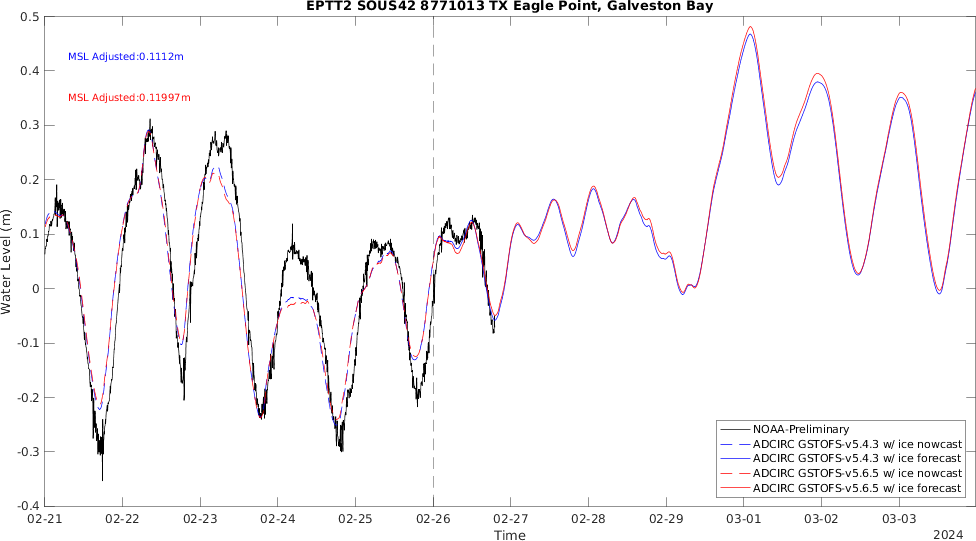 EPTT2 SOUS42 8771013 TX Eagle Point, Galveston Bay
MSL Adjusted:0.1112m
MSL Adjusted:0.11997m
Water Level (m)
0.5
0.4
0.3
0.2
0.1
0
-0.1
-0.2
-0.3
-0.4
NOAA-Preliminary
ADCIRC GSTOFS-v5.4.3 w/ ice nowcast
ADCIRC GSTOFS-v5.4.3 w/ ice forecast
ADCIRC GSTOFS-v5.6.5 w/ ice nowcast
ADCIRC GSTOFS-v5.6.5 w/ ice forecast
02-21 02-22 02-23 02-24 02-25 02-26 02-27 02-28 02-29 03-01 03-02 03-03
Time
2024